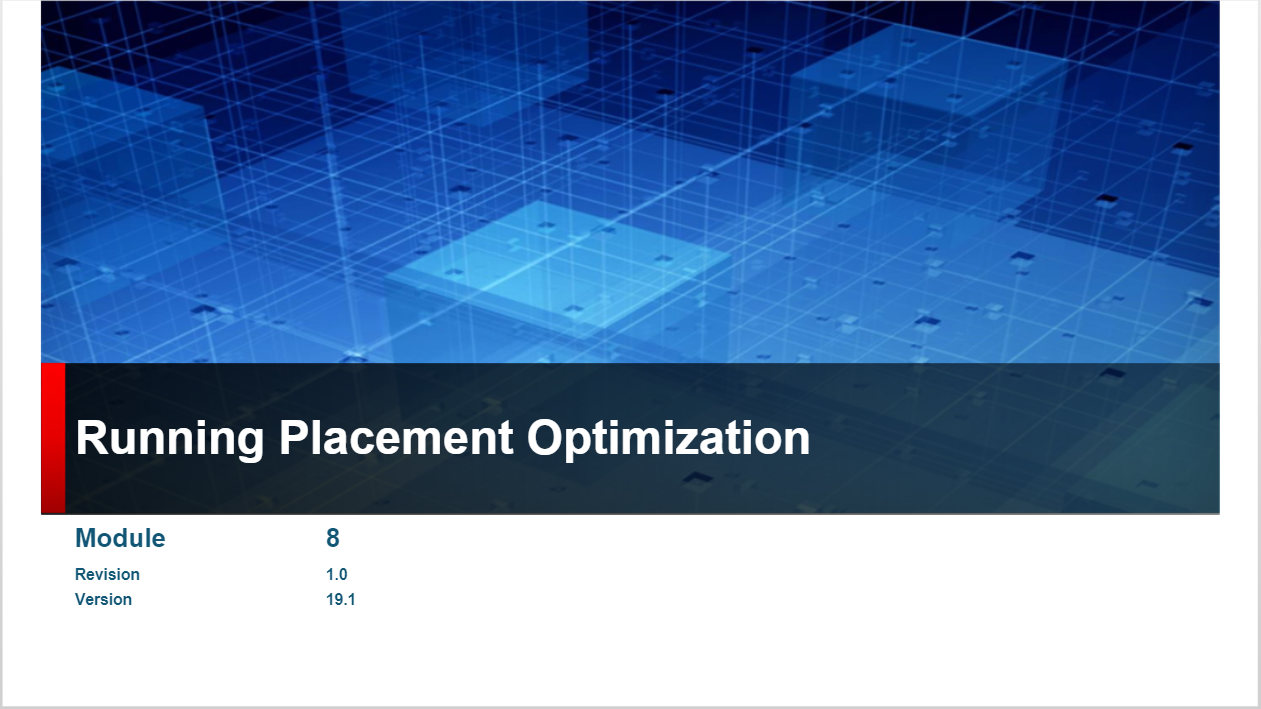 Running Placement Optimization
Module 8
Revision 1.0
Version 19.1